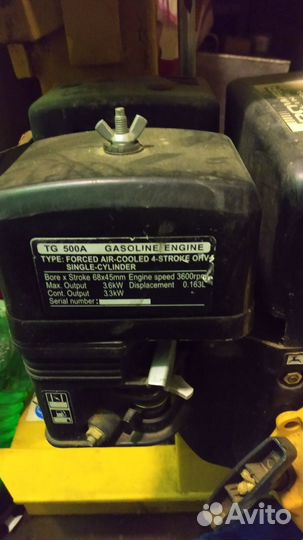 TG 500A GASOLINE ENGINE
TYPE: FORCED AIR-COOLED 4-STROKE OHV
SINGLE-CYLINDER
Bore x Stroke 68x45mm Engine speed 3600rpm
Max. Output 3.6kW Displacement 0.163L
Cont. Output 3.3kW
Serial number
Avito